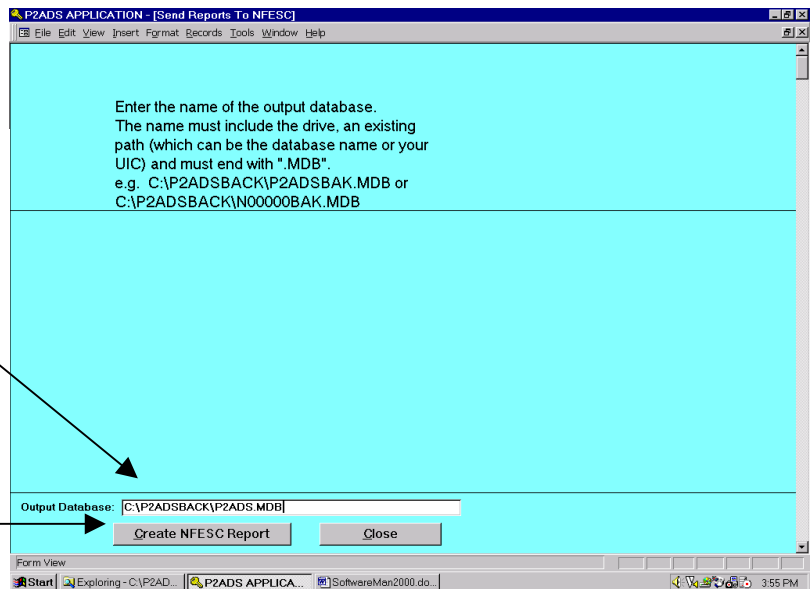 P2ADS APPLICATION - [Send Reports To NFESC]
File Edit View Insert Format Records Tools Window Help
Enter the name of the output database.
The name must include the drive, an existing
path (which can be the database name or your
UIC) and must end with ".MDB".
e.g. C:\P2ADSBACK\P2ADSBAK.MDB or
C:\P2ADSBACK\N00000BAK.MDB
Output Database: C:\P2ADSBACK\P2ADS.MDB
Create NFESC Report Close
Form View
Start Exploring - C:\P2AD... P2ADS APPLICA... SoftwareMan2000.do... 3:55 PM